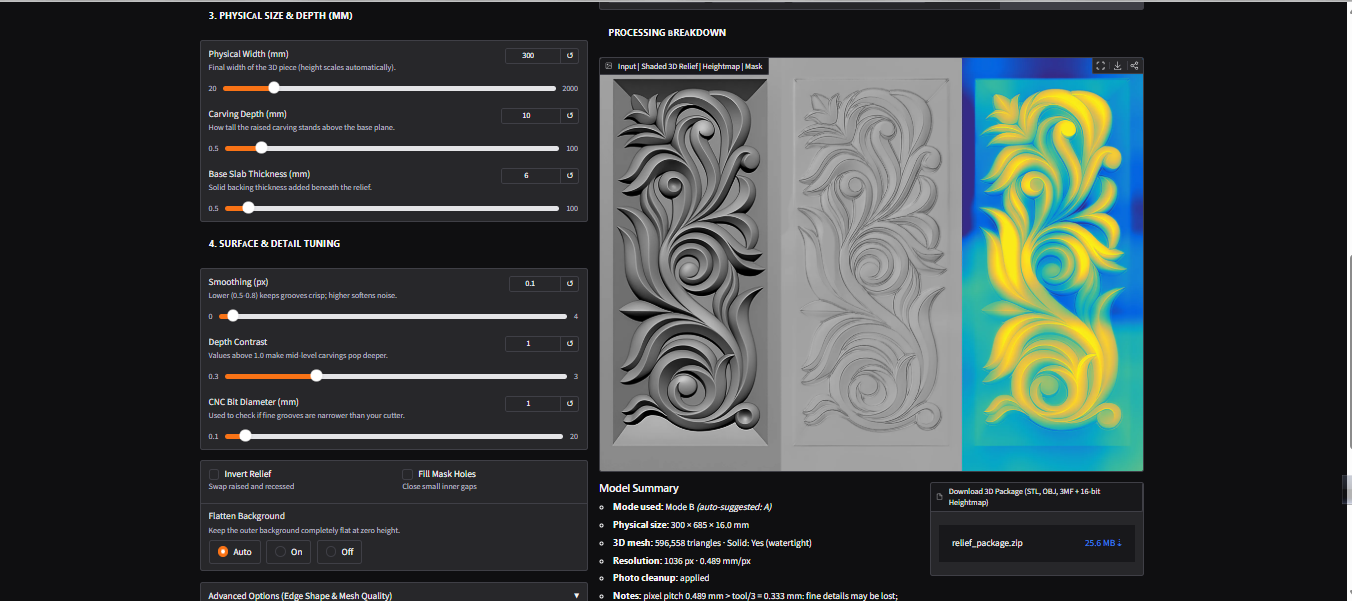 3. PHYSICAL SIZE & DEPTH (MM)
Physical Width (mm)
300 ↺
Final width of the 3D piece (height scales automatically).
20 2000
Carving Depth (mm)
10 ↺
How tall the raised carving stands above the base plane.
0.5 100
Base Slab Thickness (mm)
6 ↺
Solid backing thickness added beneath the relief.
0.5 100
4. SURFACE & DETAIL TUNING
Smoothing (px)
0.1 ↺
Lower (0.5-0.8) keeps grooves crisp; higher softens noise.
0 4
Depth Contrast
1 ↺
Values above 1.0 make mid-level carvings pop deeper.
0.3 3
CNC Bit Diameter (mm)
1 ↺
Used to check if fine grooves are narrower than your cutter.
0.1 20
Invert Relief
Swap raised and recessed
Fill Mask Holes
Close small inner gaps
Flatten Background
Keep the outer background completely flat at zero height.
Auto On Off
Advanced Options (Edge Shape & Mesh Quality) ▼
PROCESSING BREAKDOWN
Input | Shaded 3D Relief | Heightmap | Mask
Model Summary
Mode used: Mode B (auto-suggested: A)
Physical size: 300 × 685 × 16.0 mm
3D mesh: 596,558 triangles · Solid: Yes (watertight)
Resolution: 1036 px · 0.489 mm/px
Photo cleanup: applied
Notes: pixel pitch 0.489 mm > tool/3 = 0.333 mm: fine details may be lost;
Download 3D Package (STL, OBJ, 3MF + 16-bit
Heightmap)
relief_package.zip 25.6 MB ⇣